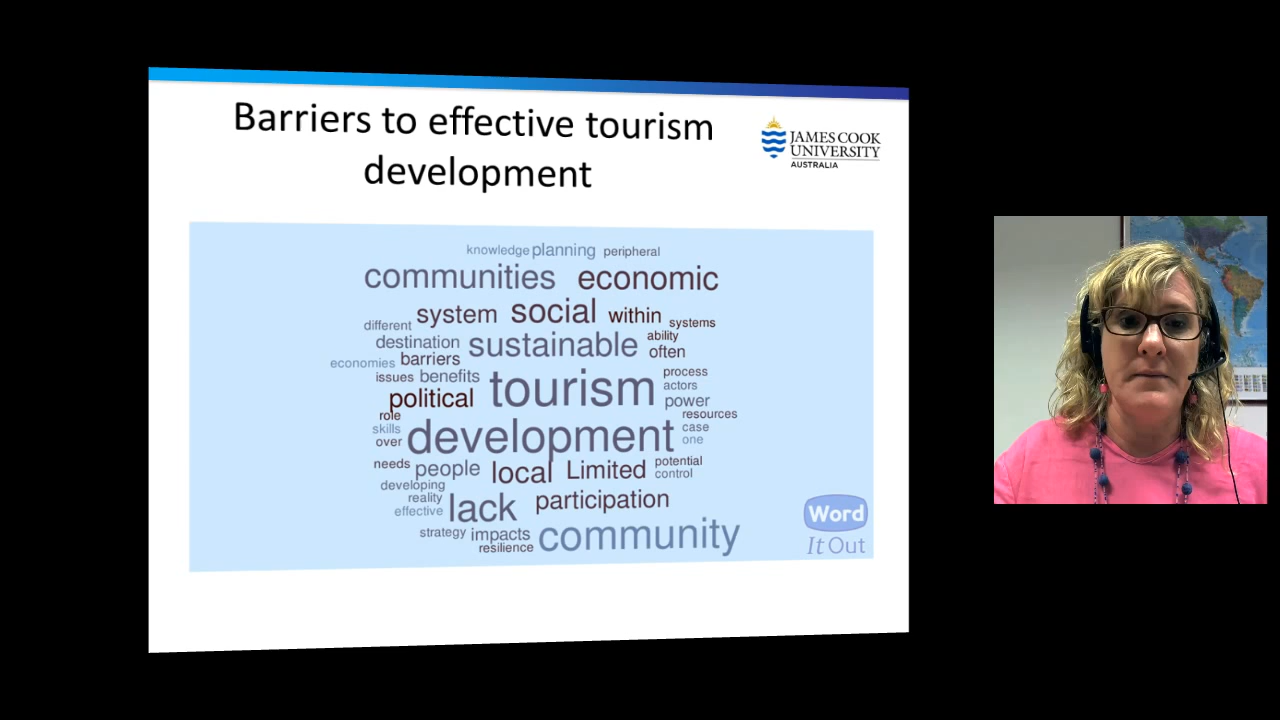 Barriers to effective tourism
development
JAMES COOK
UNIVERSITY
AUSTRALIA
knowledge planning peripheral
communities economic
system social within
different systems
destination sustainable ability
often
economies barriers
issues benefits tourism process
actors
political power
role resources
skills development case
over one
needs people local Limited potential
control
developing
reality lack participation
effective
strategy impacts community
resilience
Word
It Out